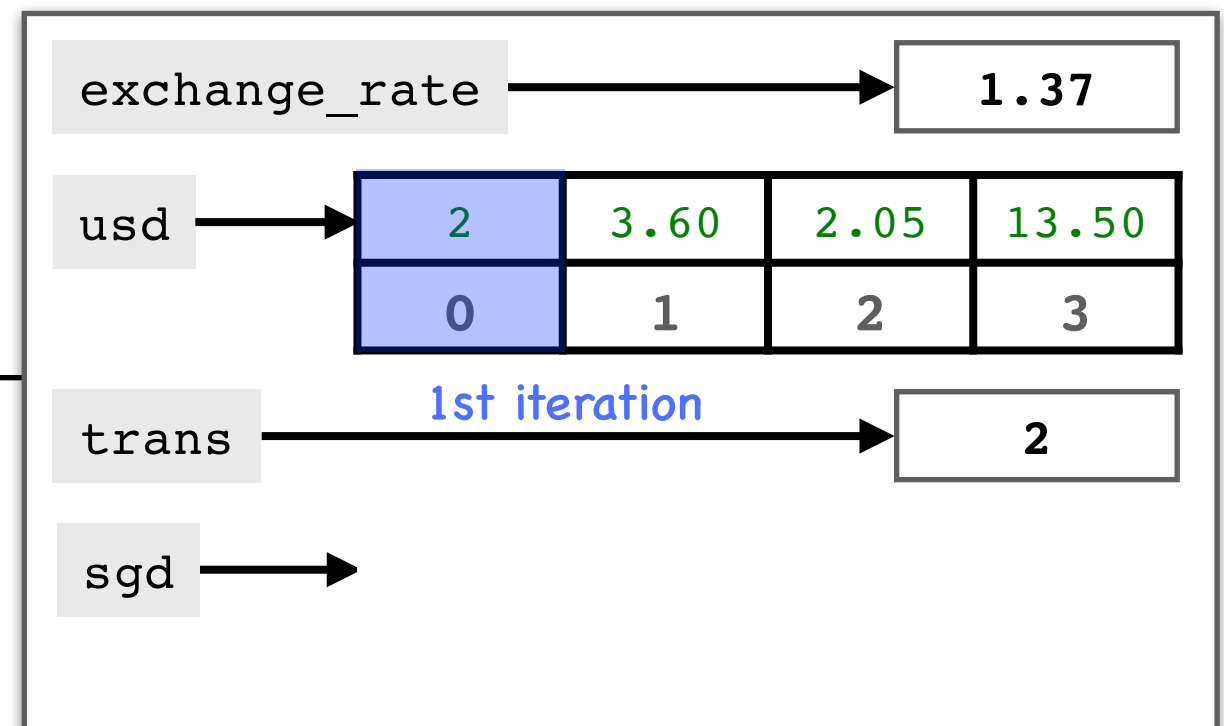 exchange_rate 1.37
usd 2 3.60 2.05 13.50
0 1 2 3
1st iteration
trans 2
sgd